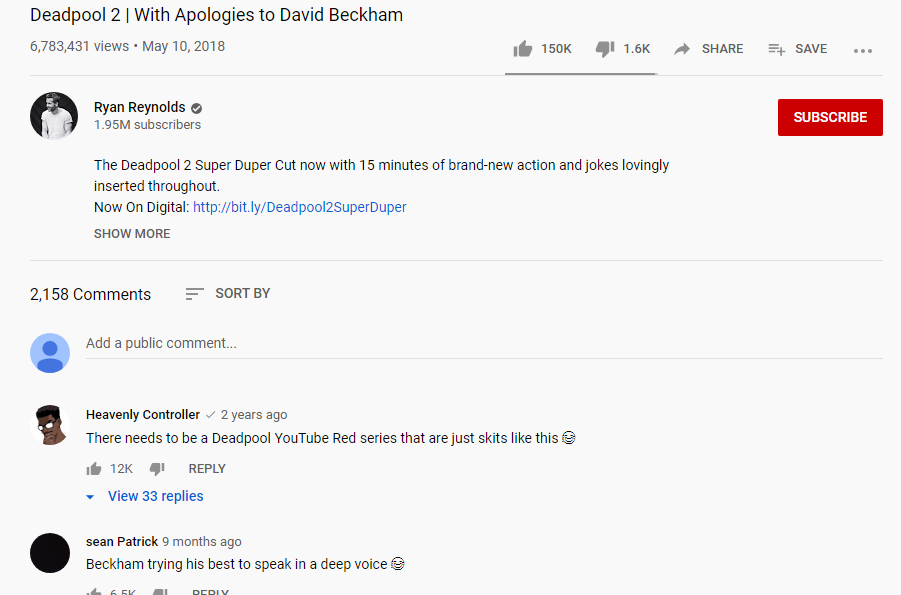 Deadpool 2 | With Apologies to David Beckham
6,783,431 views • May 10, 2018
150K 1.6K SHARE SAVE
Ryan Reynolds
1.95M subscribers
SUBSCRIBE
The Deadpool 2 Super Duper Cut now with 15 minutes of brand-new action and jokes lovingly
inserted throughout.
Now On Digital: http://bit.ly/Deadpool2SuperDuper
SHOW MORE
2,158 Comments SORT BY
Add a public comment...
Heavenly Controller 2 years ago
There needs to be a Deadpool YouTube Red series that are just skits like this 😂
12K REPLY
View 33 replies
sean Patrick 9 months ago
Beckham trying his best to speak in a deep voice 😂
6.5K REPLY